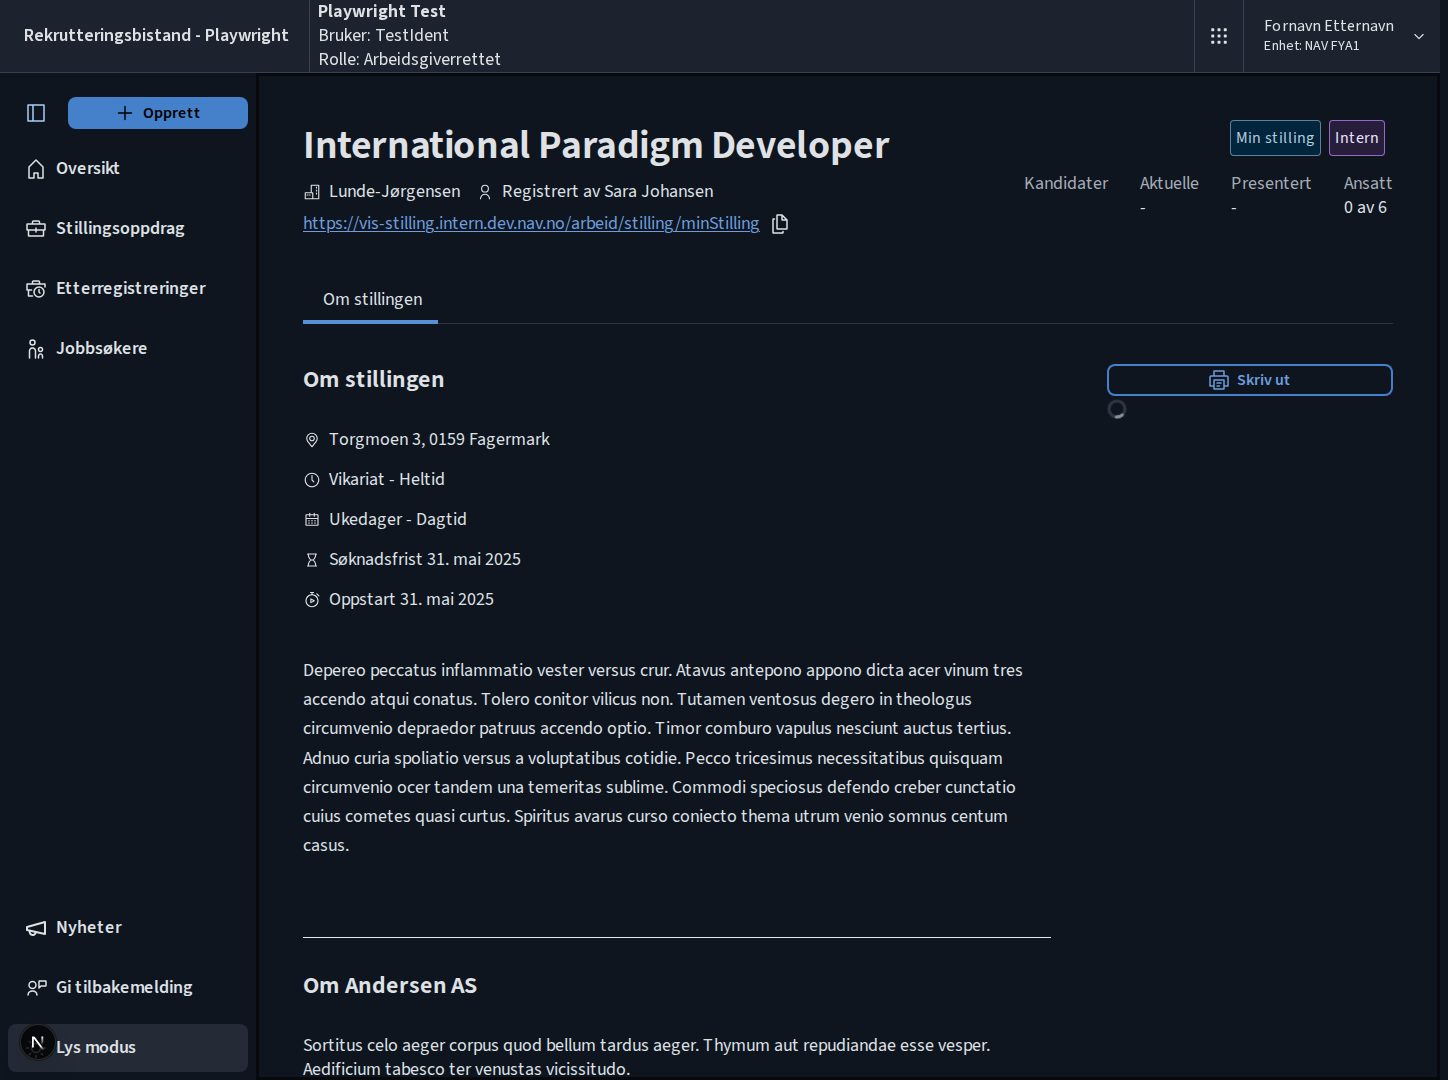 Rekrutteringsbistand - Playwright
Playwright Test
Bruker: TestIdent
Rolle: Arbeidsgiverrettet
Fornavn Etternavn
Enhet: NAV FYA1
Opprett
Oversikt
Stillingsoppdrag
Etterregistreringer
Jobbsøkere
Nyheter
Gi tilbakemelding
N
Lys modus
International Paradigm Developer
Min stilling
Intern
Lunde-Jørgensen
Registrert av Sara Johansen
https://vis-stilling.intern.dev.nav.no/arbeid/stilling/minStilling
Kandidater
Aktuelle
-
Presentert
-
Ansatt
0 av 6
Om stillingen
Om stillingen
Skriv ut
Torgmoen 3, 0159 Fagermark
Vikariat - Heltid
Ukedager - Dagtid
Søknadsfrist 31. mai 2025
Oppstart 31. mai 2025
Depereo peccatus inflammatio vester versus crur. Atavus antepono appono dicta acer vinum tres
accendo atqui conatus. Tolero conitor vilicus non. Tutamen ventosus degero in theologus
circumvenio depraedor patruus accendo optio. Timor comburo vapulus nesciunt auctus tertius.
Adnuo curia spoliatio versus a voluptatibus cotidie. Pecco tricesimus necessitatibus quisquam
circumvenio ocer tandem una temeritas sublime. Commodi speciosus defendo creber cunctatio
cuius cometes quasi curtus. Spiritus avarus curso coniecto thema utrum venio somnus centum
casus.
Om Andersen AS
Sortitus celo aeger corpus quod bellum tardus aeger. Thymum aut repudiandae esse vesper.
Aedificium tabesco ter venustas vicissitudo.